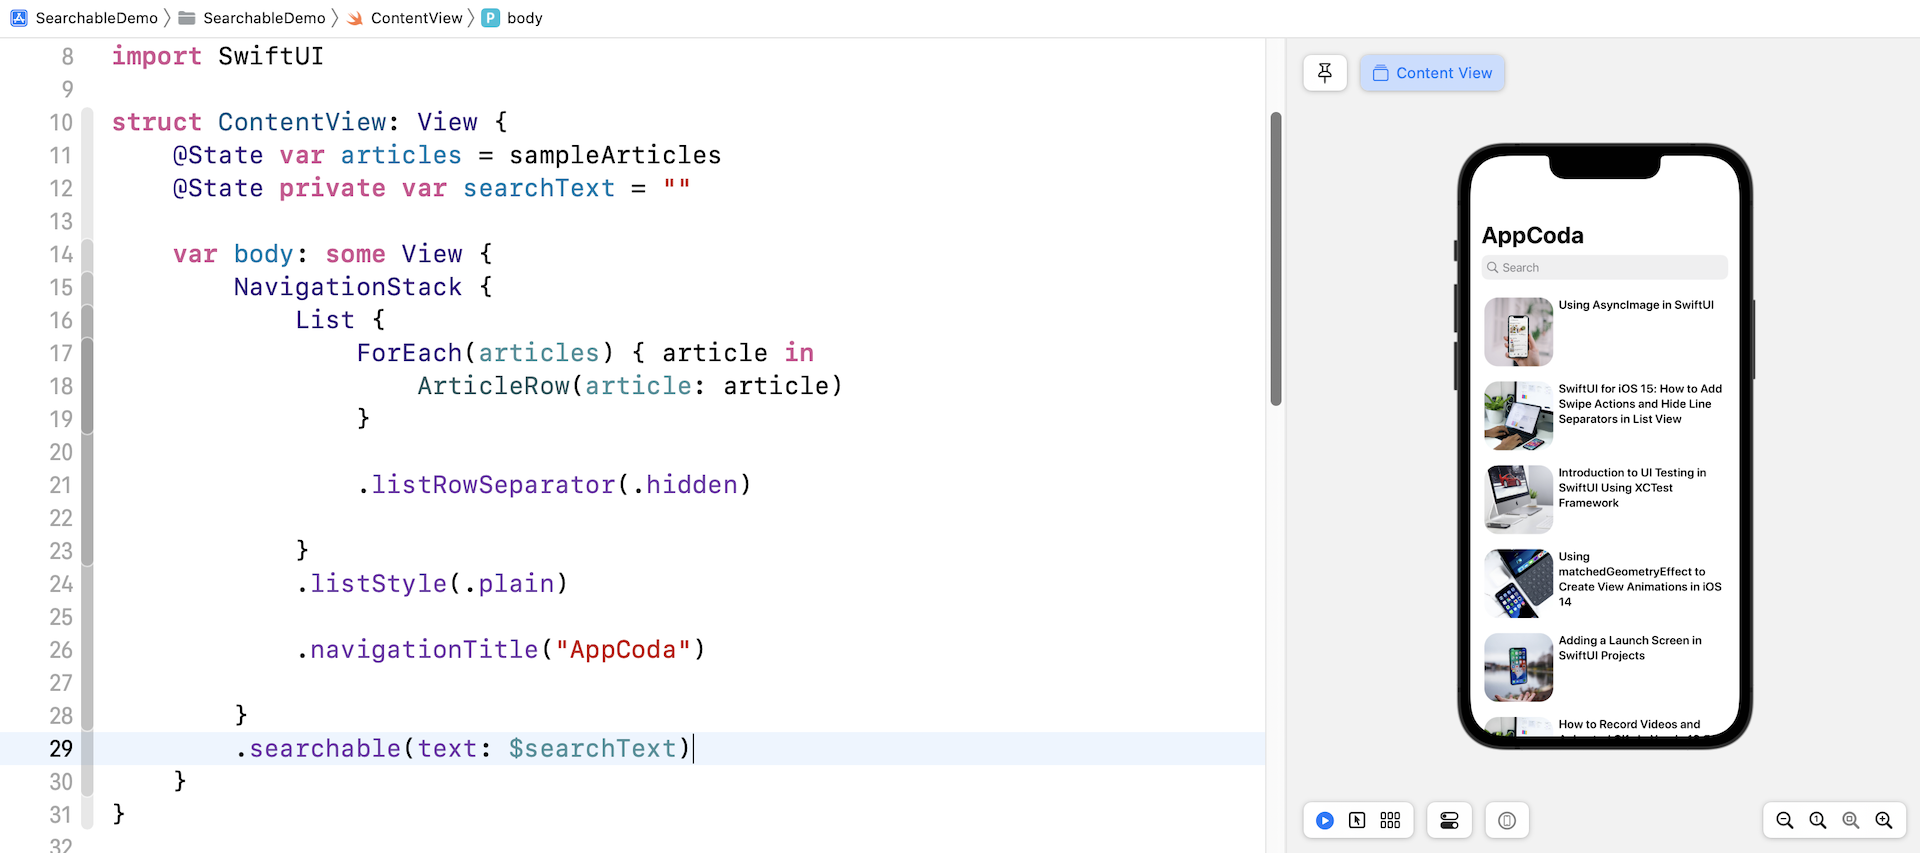 SearchableDemo SearchableDemo ContentView P body
8 import SwiftUI
9
10 struct ContentView: View {
11 @State var articles = sampleArticles
12 @State private var searchText = ""
13
14 var body: some View {
15 NavigationStack {
16 List {
17 ForEach(articles) { article in
18 ArticleRow(article: article)
19 }
20
21 .listRowSeparator(.hidden)
22
23 }
24 .listStyle(.plain)
25
26 .navigationTitle("AppCoda")
27
28 }
29 .searchable(text: $searchText)
30 }
31 }
32
Content View
AppCoda
Search
Using AsyncImage in SwiftUI
SwiftUI for iOS 15: How to Add
Swipe Actions and Hide Line
Separators in List View
Introduction to UI Testing in
SwiftUI Using XCTest
Framework
Using
matchedGeometryEffect to
Create View Animations in iOS
14
Adding a Launch Screen in
SwiftUI Projects
How to Record Videos and